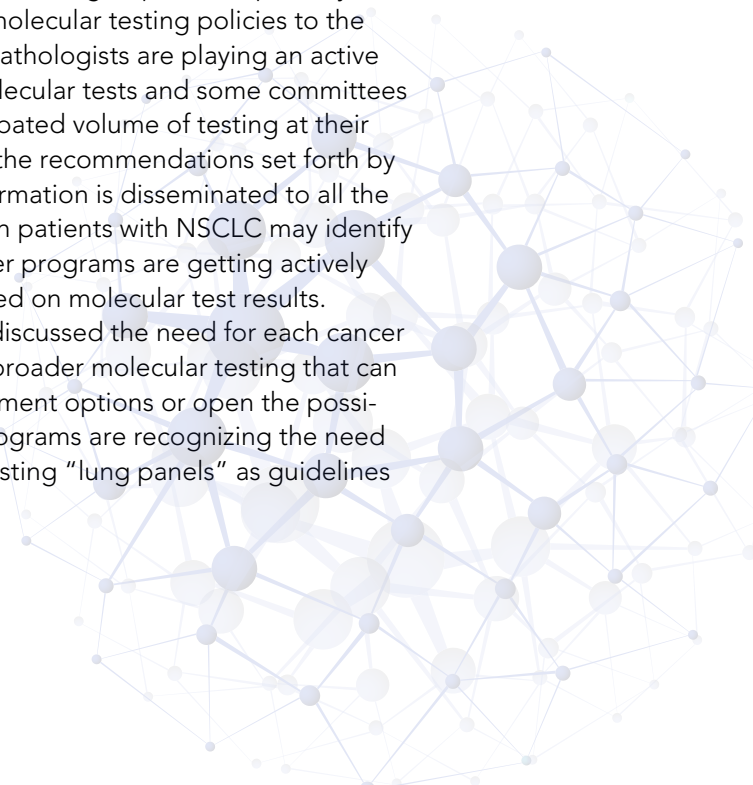 molecular testing policies to the
athologists are playing an active
lecular tests and some committees
pated volume of testing at their
the recommendations set forth by
rmation is disseminated to all the
n patients with NSCLC may identify
er programs are getting actively
ed on molecular test results.
discussed the need for each cancer
broader molecular testing that can
ment options or open the possi-
ograms are recognizing the need
sting “lung panels” as guidelines